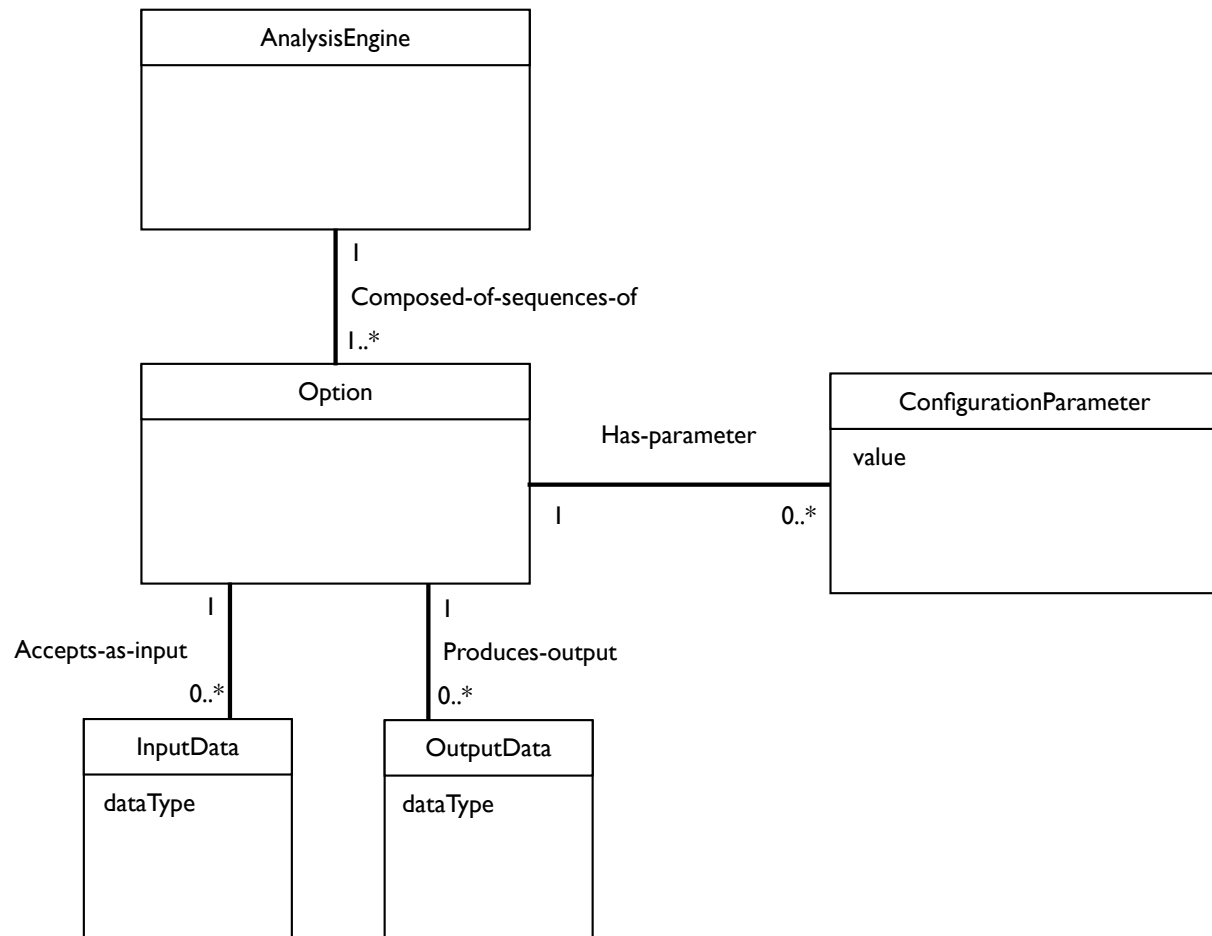 AnalysisEngine
1
Composed-of-sequences-of
1..*
Option
ConfigurationParameter
Has-parameter
value
1
0..*
1
1
Accepts-as-input
Produces-output
0..*
0..*
InputData
OutputData
dataType
dataType